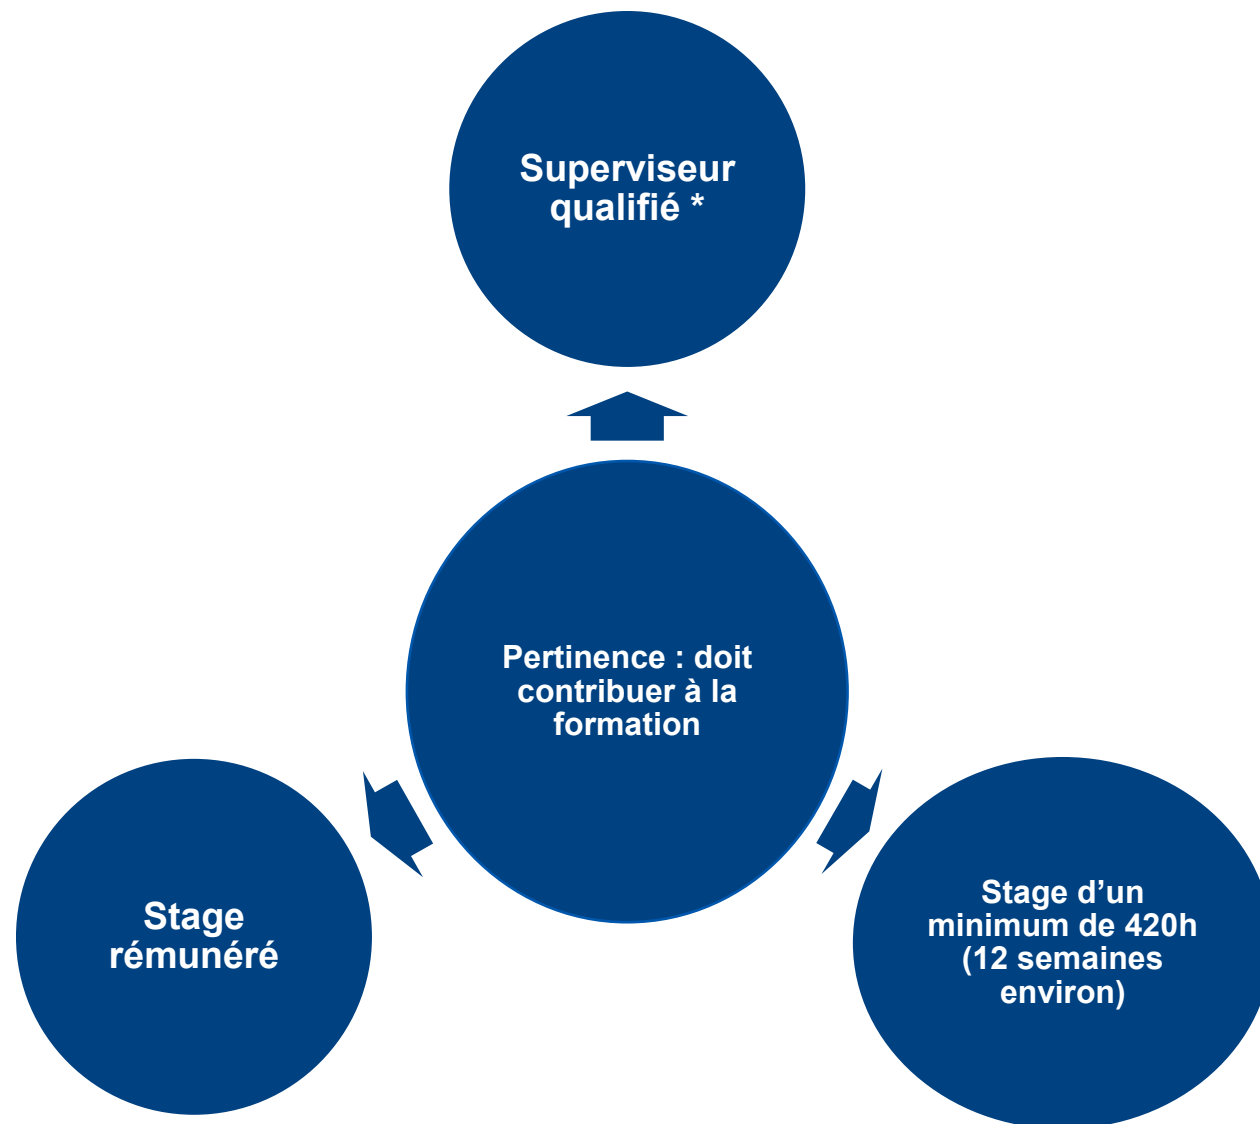 Superviseur
qualifié *
Pertinence : doit
contribuer à la
formation
Stage
rémunéré
Stage d’un
minimum de 420h
(12 semaines
environ)